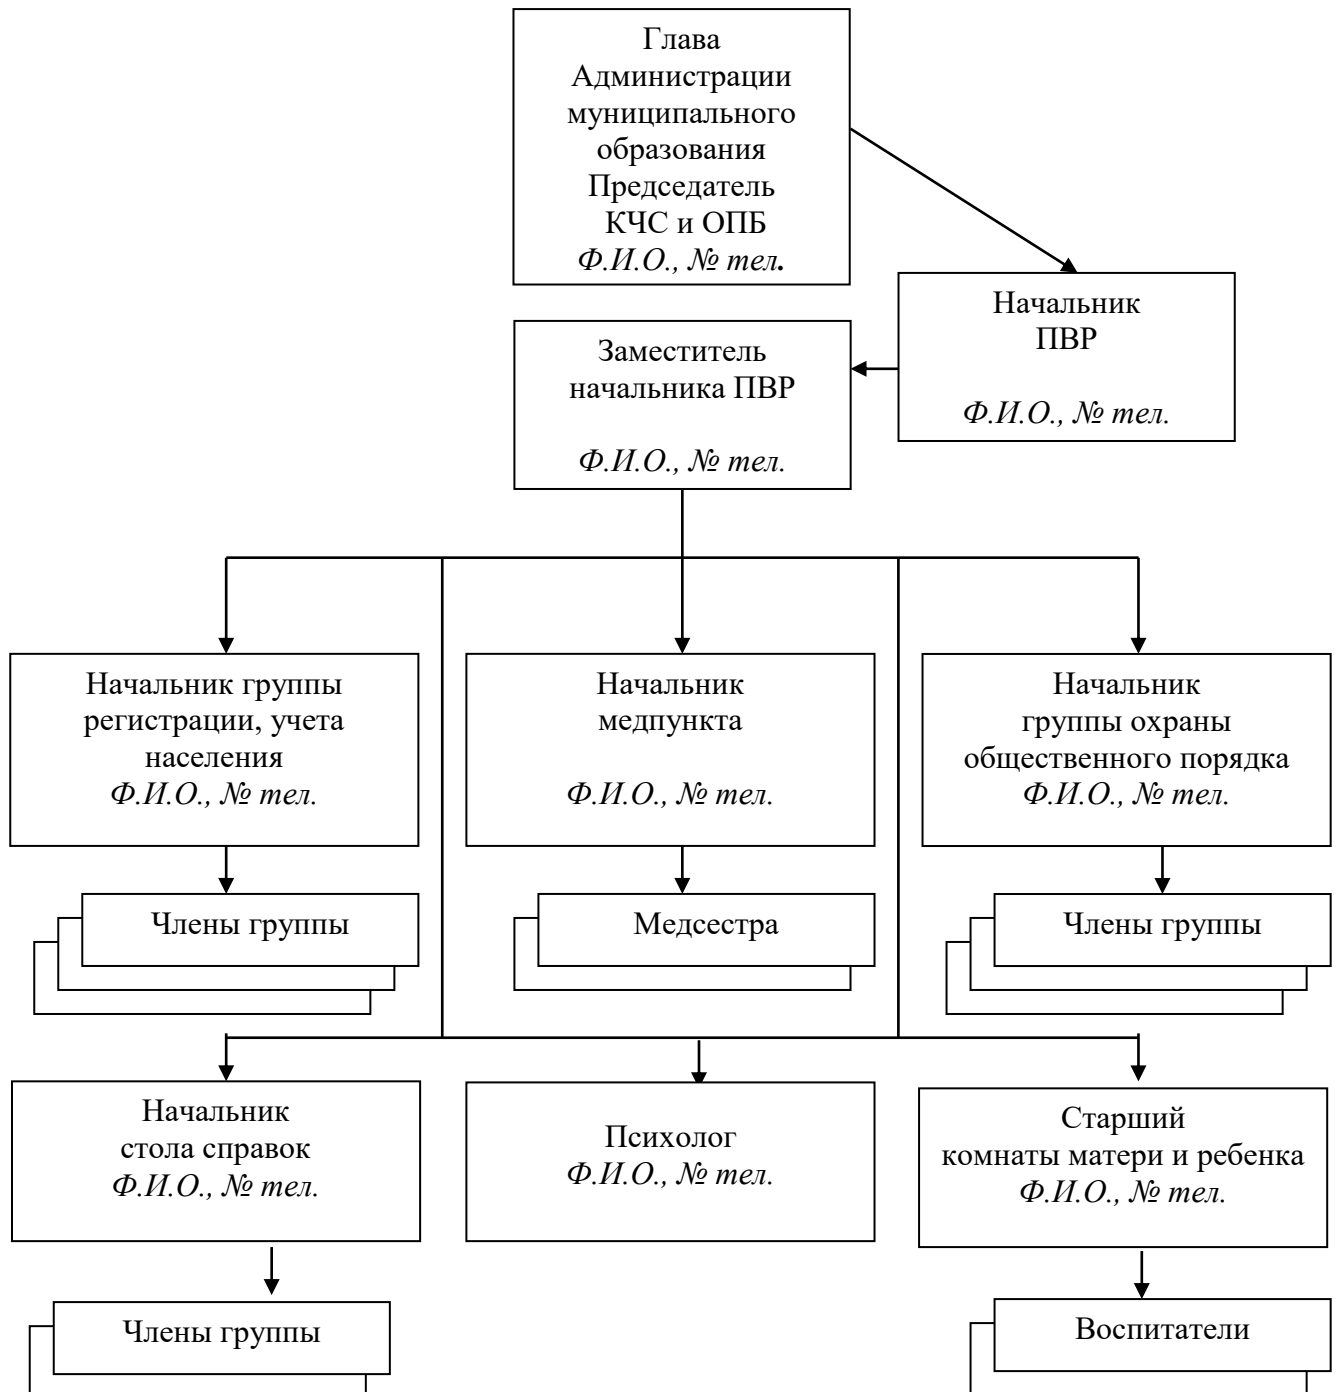 Глава
Администрации
муниципального
образования
Председатель
КЧС и ОПБ
Ф.И.О., № тел.
Начальник
ПВР
Ф.И.О., № тел.
Заместитель
начальника ПВР
Ф.И.О., № тел.
Начальник группы
регистрации, учета
населения
Ф.И.О., № тел.
Начальник
медпункта
Ф.И.О., № тел.
Начальник
группы охраны
общественного порядка
Ф.И.О., № тел.
Члены группы
Медсестра
Члены группы
Начальник
стола справок
Ф.И.О., № тел.
Психолог
Ф.И.О., № тел.
Старший
комнаты матери и ребенка
Ф.И.О., № тел.
Члены группы
Воспитатели